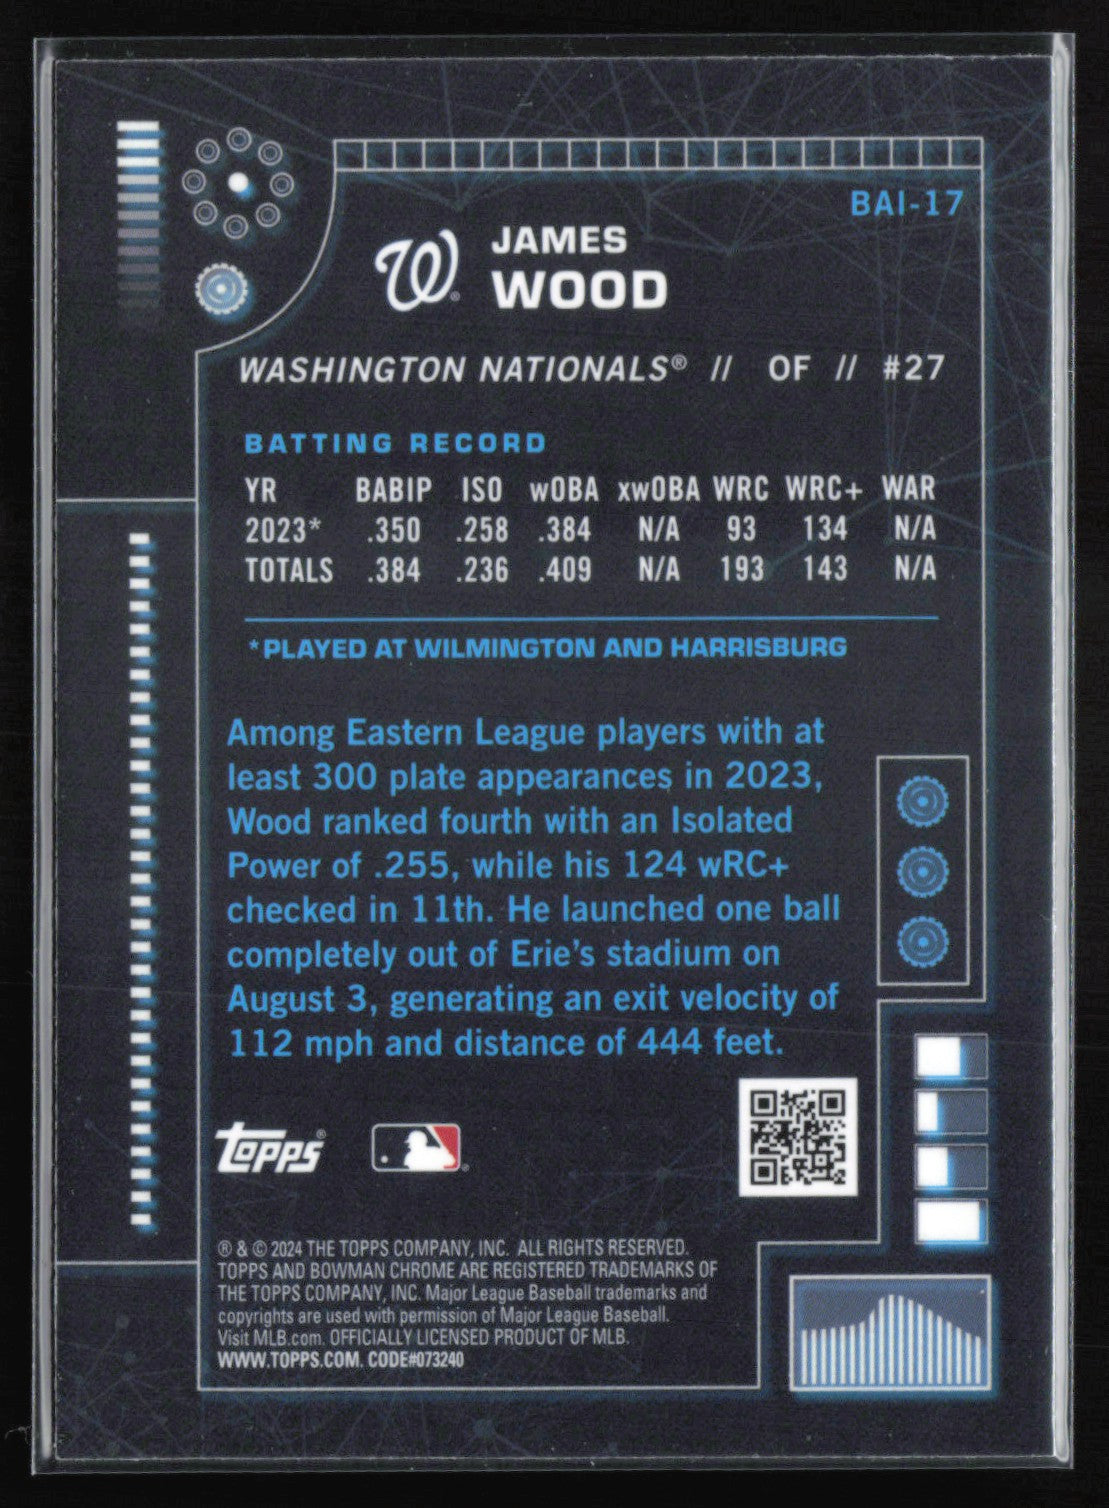 BAI-17
W
JAMES
WOOD
WASHINGTON NATIONALS® // OF // #27
BATTING RECORD
YR BABIP ISO wOBA xwOBA WRC WRC+ WAR
2023* .350 .258 .384 N/A 93 134 N/A
TOTALS .384 .236 .409 N/A 193 143 N/A
*PLAYED AT WILMINGTON AND HARRISBURG
Among Eastern League players with at
least 300 plate appearances in 2023,
Wood ranked fourth with an Isolated
Power of .255, while his 124 wRC+
checked in 11th. He launched one ball
completely out of Erie's stadium on
August 3, generating an exit velocity of
112 mph and distance of 444 feet.
TOPPS®
® & © 2024 THE TOPPS COMPANY, INC. ALL RIGHTS RESERVED.
TOPPS AND BOWMAN CHROME ARE REGISTERED TRADEMARKS OF
THE TOPPS COMPANY, INC. Major League Baseball trademarks and
copyrights are used with permission of Major League Baseball.
Visit MLB.com. OFFICIALLY LICENSED PRODUCT OF MLB.
WWW.TOPPS.COM. CODE#073240